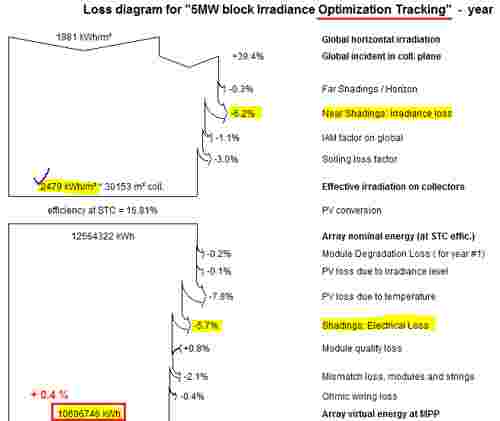 Loss diagram for "5MW block Irradiance Optimization Tracking" - year
1981 kWh/m² Global horizontal irradiation
+39.4% Global incident in coll. plane
-0.3% Far Shadings / Horizon
-6.2% Near Shadings: Irradiance loss
-1.1% IAM factor on global
-3.0% Soiling loss factor
2479 kWh/m² * 30153 m² coll. Effective irradiation on collectors
efficiency at STC = 16.81% PV conversion
12564322 kWh Array nominal energy (at STC effic.)
-0.2% Module Degradation Loss ( for year #1)
-0.1% PV loss due to irradiance level
-7.8% PV loss due to temperature
-5.7% Shadings: Electrical Loss
+0.8% Module quality loss
-2.1% Mismatch loss, modules and strings
+ 0.4 % -0.4% Ohmic wiring loss
10696746 kWh Array virtual energy at MPP